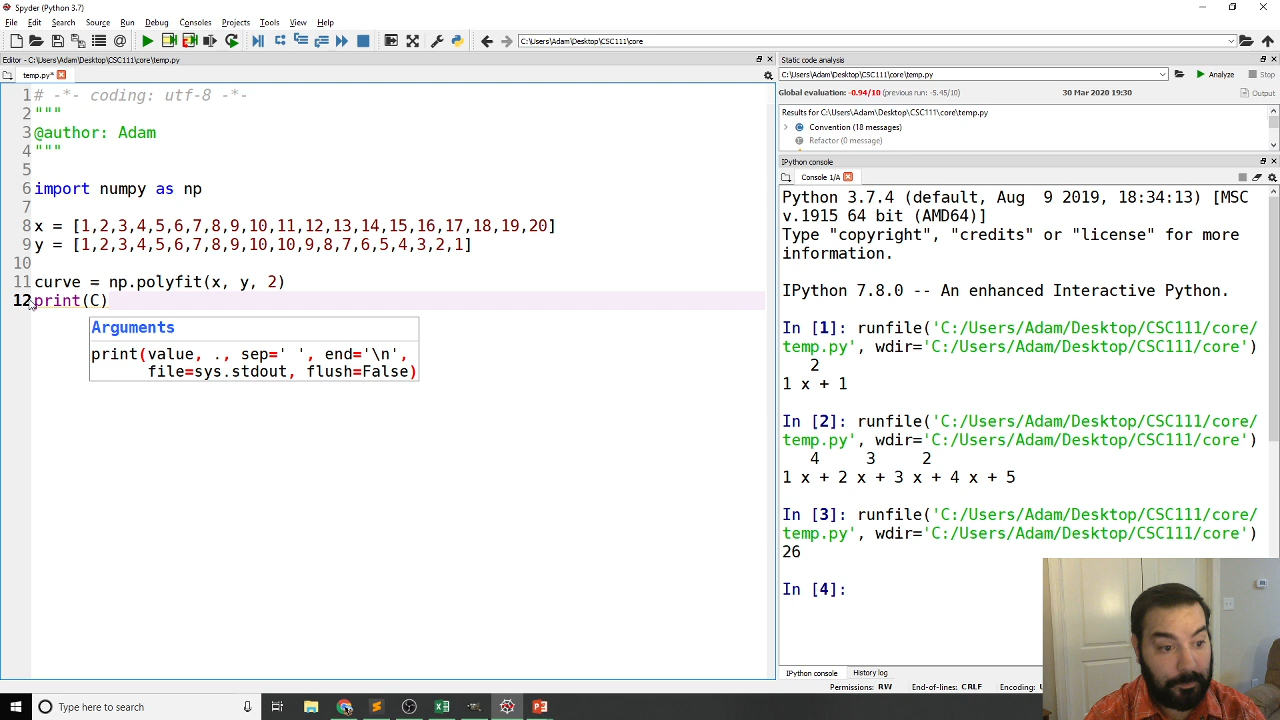 Spyder (Python 3.7)
File Edit Search Source Run Debug Consoles Projects Tools View Help
C:\Users\Adam\Desktop\CSC111\core
Editor - C:\Users\Adam\Desktop\CSC111\core\temp.py
temp.py*
1 # -*- coding: utf-8 -*-
2 """
3 @author: Adam
4 """
5
6 import numpy as np
7
8 x = [1,2,3,4,5,6,7,8,9,10,11,12,13,14,15,16,17,18,19,20]
9 y = [1,2,3,4,5,6,7,8,9,10,10,9,8,7,6,5,4,3,2,1]
10
11 curve = np.polyfit(x, y, 2)
12 print(C)
Arguments
print(value, ., sep=' ', end='\n',
file=sys.stdout, flush=False)
Static code analysis
C:\Users\Adam\Desktop\CSC111\core\temp.py Analyze Stop
Global evaluation: -0.94/10 (previous run: -5.45/10) 30 Mar 2020 19:30 Output
Results for C:\Users\Adam\Desktop\CSC111\core\temp.py
Convention (18 messages)
Refactor (0 message)
IPython console
Console 1/A
Python 3.7.4 (default, Aug  9 2019, 18:34:13) [MSC
v.1915 64 bit (AMD64)]
Type "copyright", "credits" or "license" for more
information.
IPython 7.8.0 -- An enhanced Interactive Python.
In [1]: runfile('C:/Users/Adam/Desktop/CSC111/core/
temp.py', wdir='C:/Users/Adam/Desktop/CSC111/core')
2
1 x + 1
In [2]: runfile('C:/Users/Adam/Desktop/CSC111/core/
temp.py', wdir='C:/Users/Adam/Desktop/CSC111/core')
4 3 2
1 x + 2 x + 3 x + 4 x + 5
In [3]: runfile('C:/Users/Adam/Desktop/CSC111/core/
temp.py', wdir='C:/Users/Adam/Desktop/CSC111/core')
26
In [4]:
IPython console History log
Permissions: RW End-of-lines: CRLF Encoding:
Type here to search